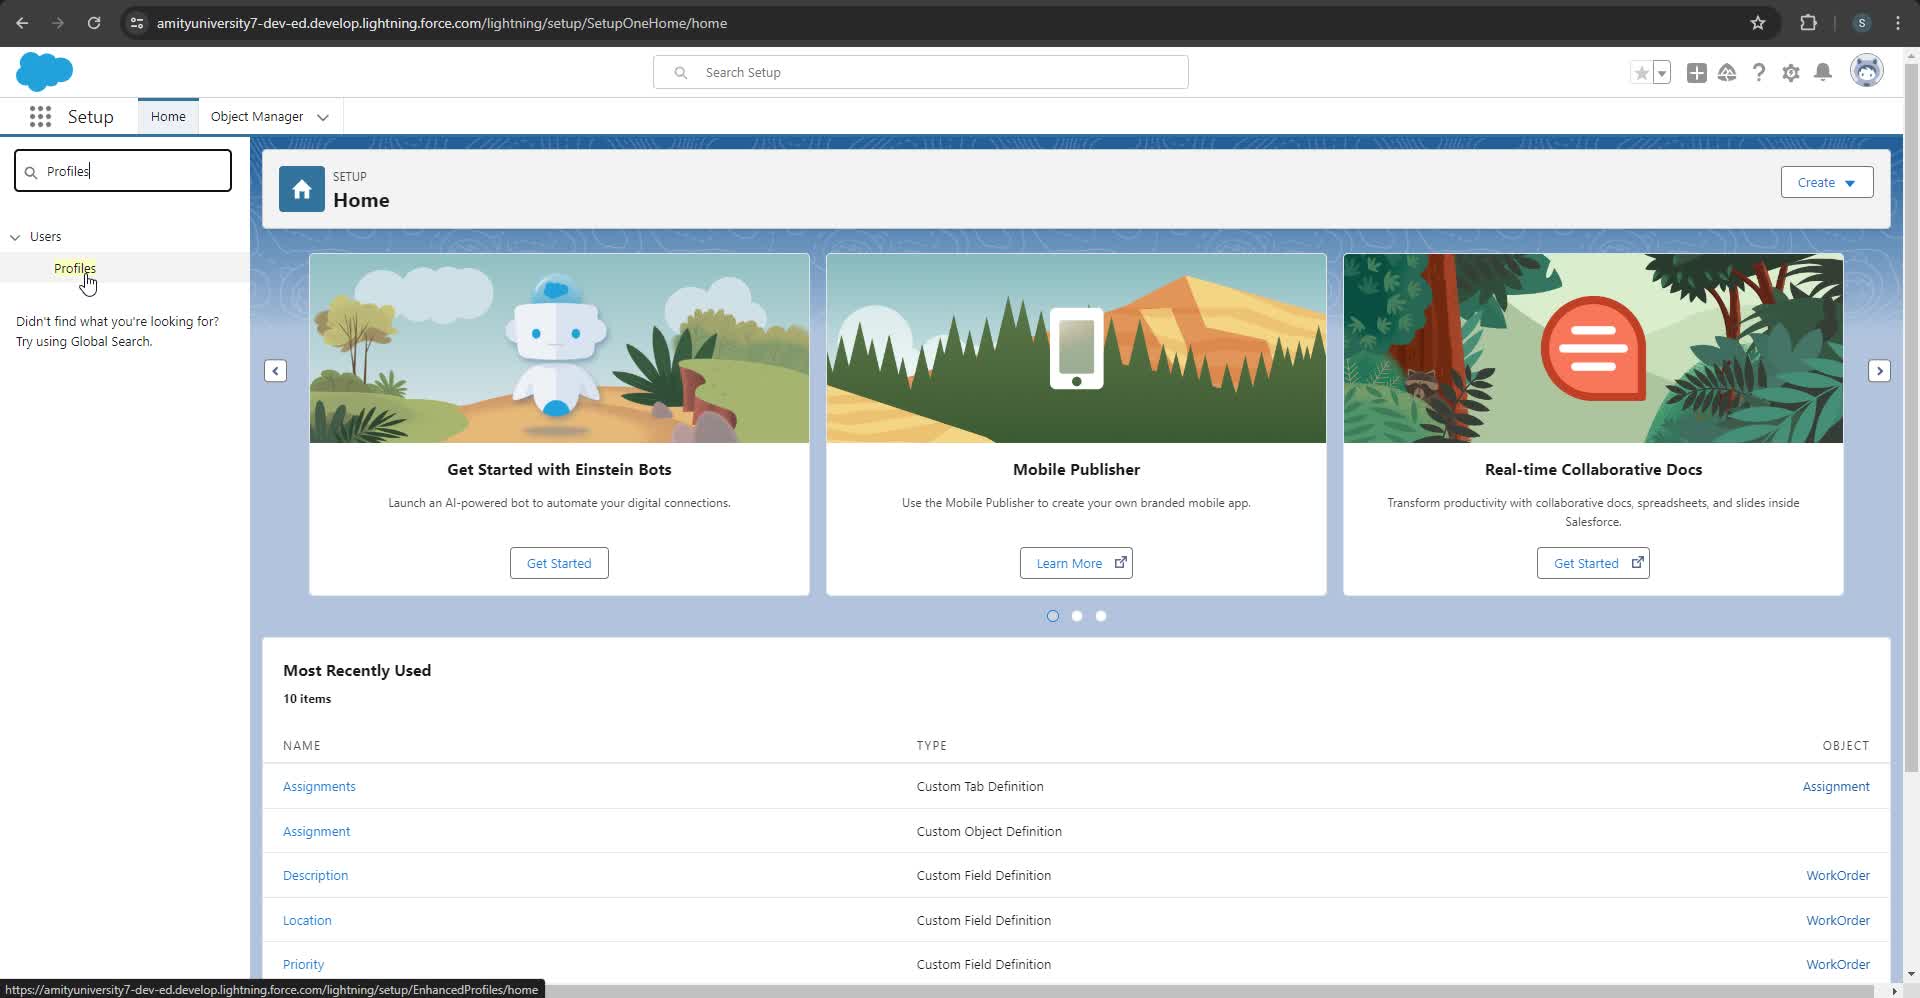 amityuniversity7-dev-ed.develop.lightning.force.com/lightning/setup/SetupOneHome/home
S
Search Setup
Setup
Home
Object Manager
Profiles
Users
Profiles
Didn't find what you're looking for?
Try using Global Search.
SETUP
Home
Create
Get Started with Einstein Bots
Launch an AI-powered bot to automate your digital connections.
Get Started
Mobile Publisher
Use the Mobile Publisher to create your own branded mobile app.
Learn More
Real-time Collaborative Docs
Transform productivity with collaborative docs, spreadsheets, and slides inside
Salesforce.
Get Started
Most Recently Used
10 items
NAME TYPE OBJECT
Assignments Custom Tab Definition Assignment
Assignment Custom Object Definition
Description Custom Field Definition WorkOrder
Location Custom Field Definition WorkOrder
Priority Custom Field Definition WorkOrder
https://amityuniversity7-dev-ed.develop.lightning.force.com/lightning/setup/EnhancedProfiles/home